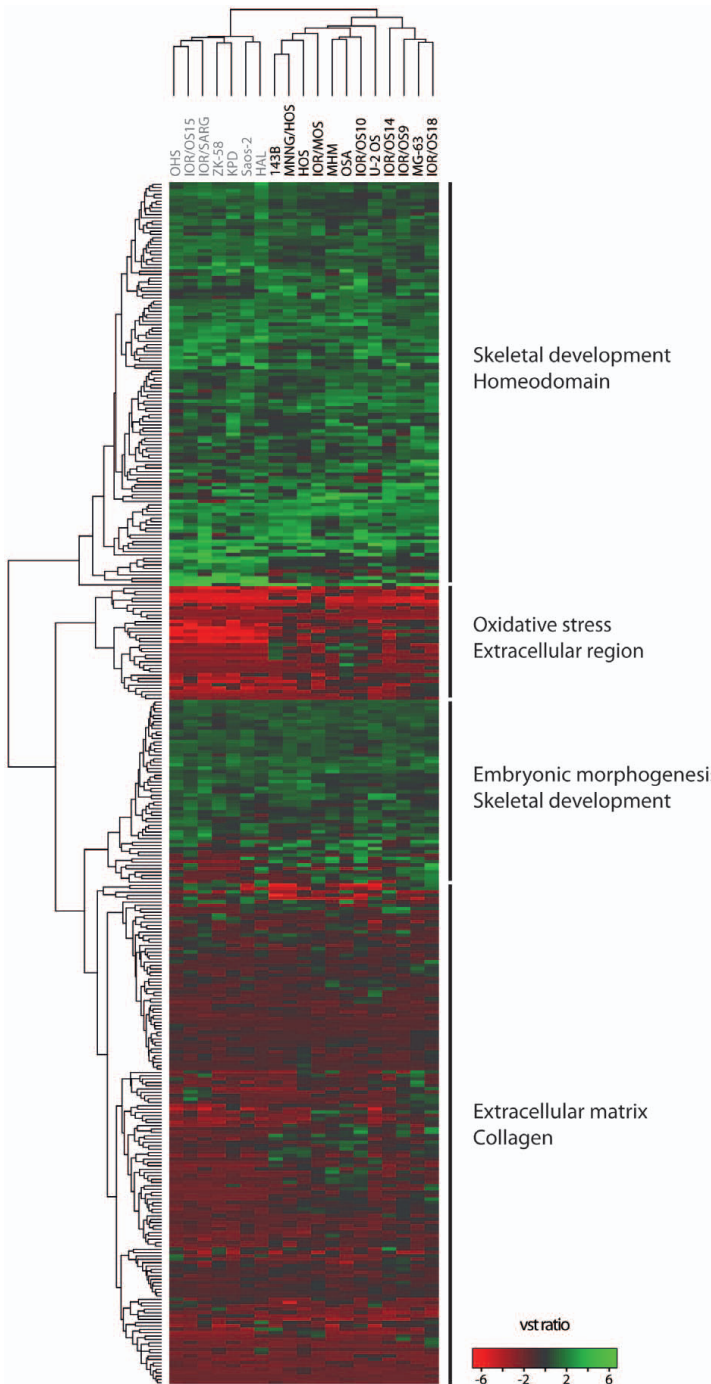 OHS
IOR/OS15
IOR/SARG
ZK-58
KPD
Saos-2
HAL
143B
MNNG/HOS
HOS
IOR/MOS
MHM
OSA
IOR/OS10
U-2 OS
IOR/OS14
IOR/OS9
MG-63
IOR/OS18
Skeletal development
Homeodomain
Oxidative stress
Extracellular region
Embryonic morphogenesi
Skeletal development
Extracellular matrix
Collagen
vst ratio
-6 -2 2 6